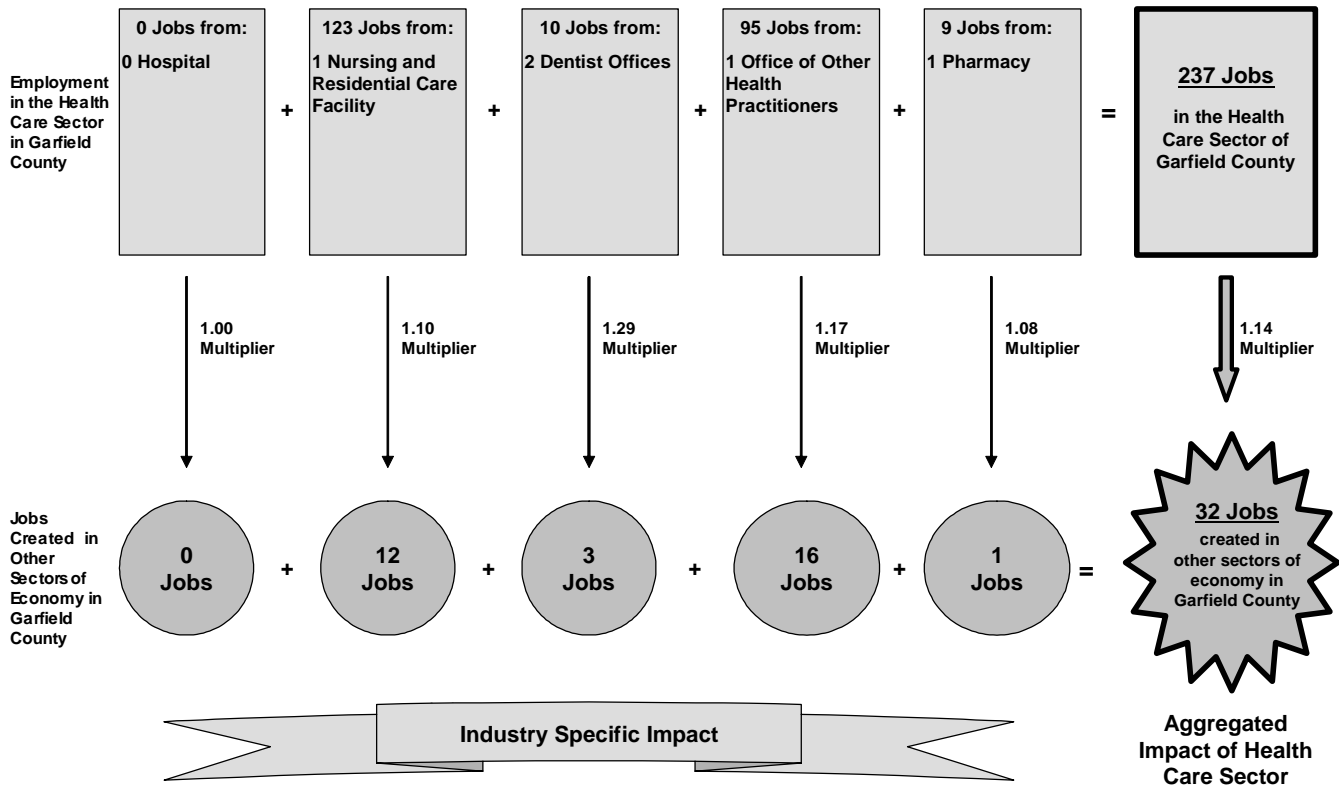 Employment
in the Health
Care Sector
in Garfield
County
0 Jobs from:
0 Hospital
+
123 Jobs from:
1 Nursing and
Residential Care
Facility
+
10 Jobs from:
2 Dentist Offices
+
95 Jobs from:
1 Office of Other
Health
Practitioners
+
9 Jobs from:
1 Pharmacy
=
237 Jobs
in the Health
Care Sector of
Garfield County
1.00
Multiplier
1.10
Multiplier
1.29
Multiplier
1.17
Multiplier
1.08
Multiplier
1.14
Multiplier
Jobs
Created in
Other
Sectors of
Economy in
Garfield
County
0
Jobs
+
12
Jobs
+
3
Jobs
+
16
Jobs
+
1
Jobs
=
32 Jobs
created in
other sectors of
economy in
Garfield County
Industry Specific Impact
Aggregated
Impact of Health
Care Sector